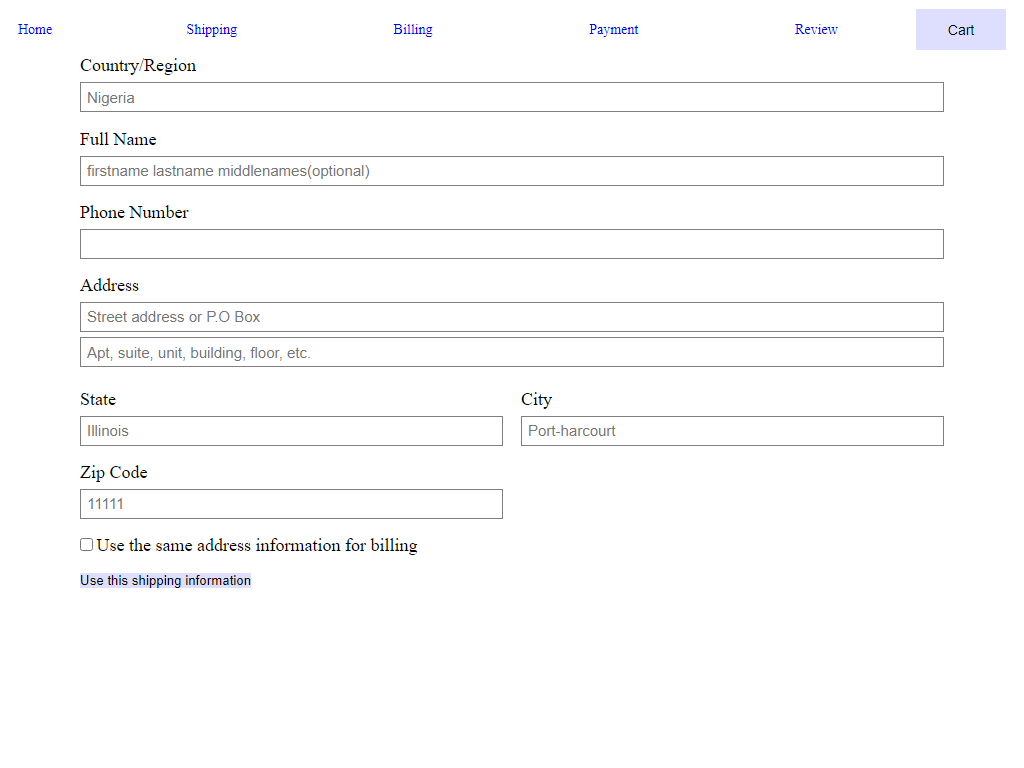 Home Shipping Billing Payment Review Cart
Country/Region
Nigeria
Full Name
firstname lastname middlenames(optional)
Phone Number
Address
Street address or P.O Box
Apt, suite, unit, building, floor, etc.
State City
Illinois Port-harcourt
Zip Code
11111
Use the same address information for billing
Use this shipping information